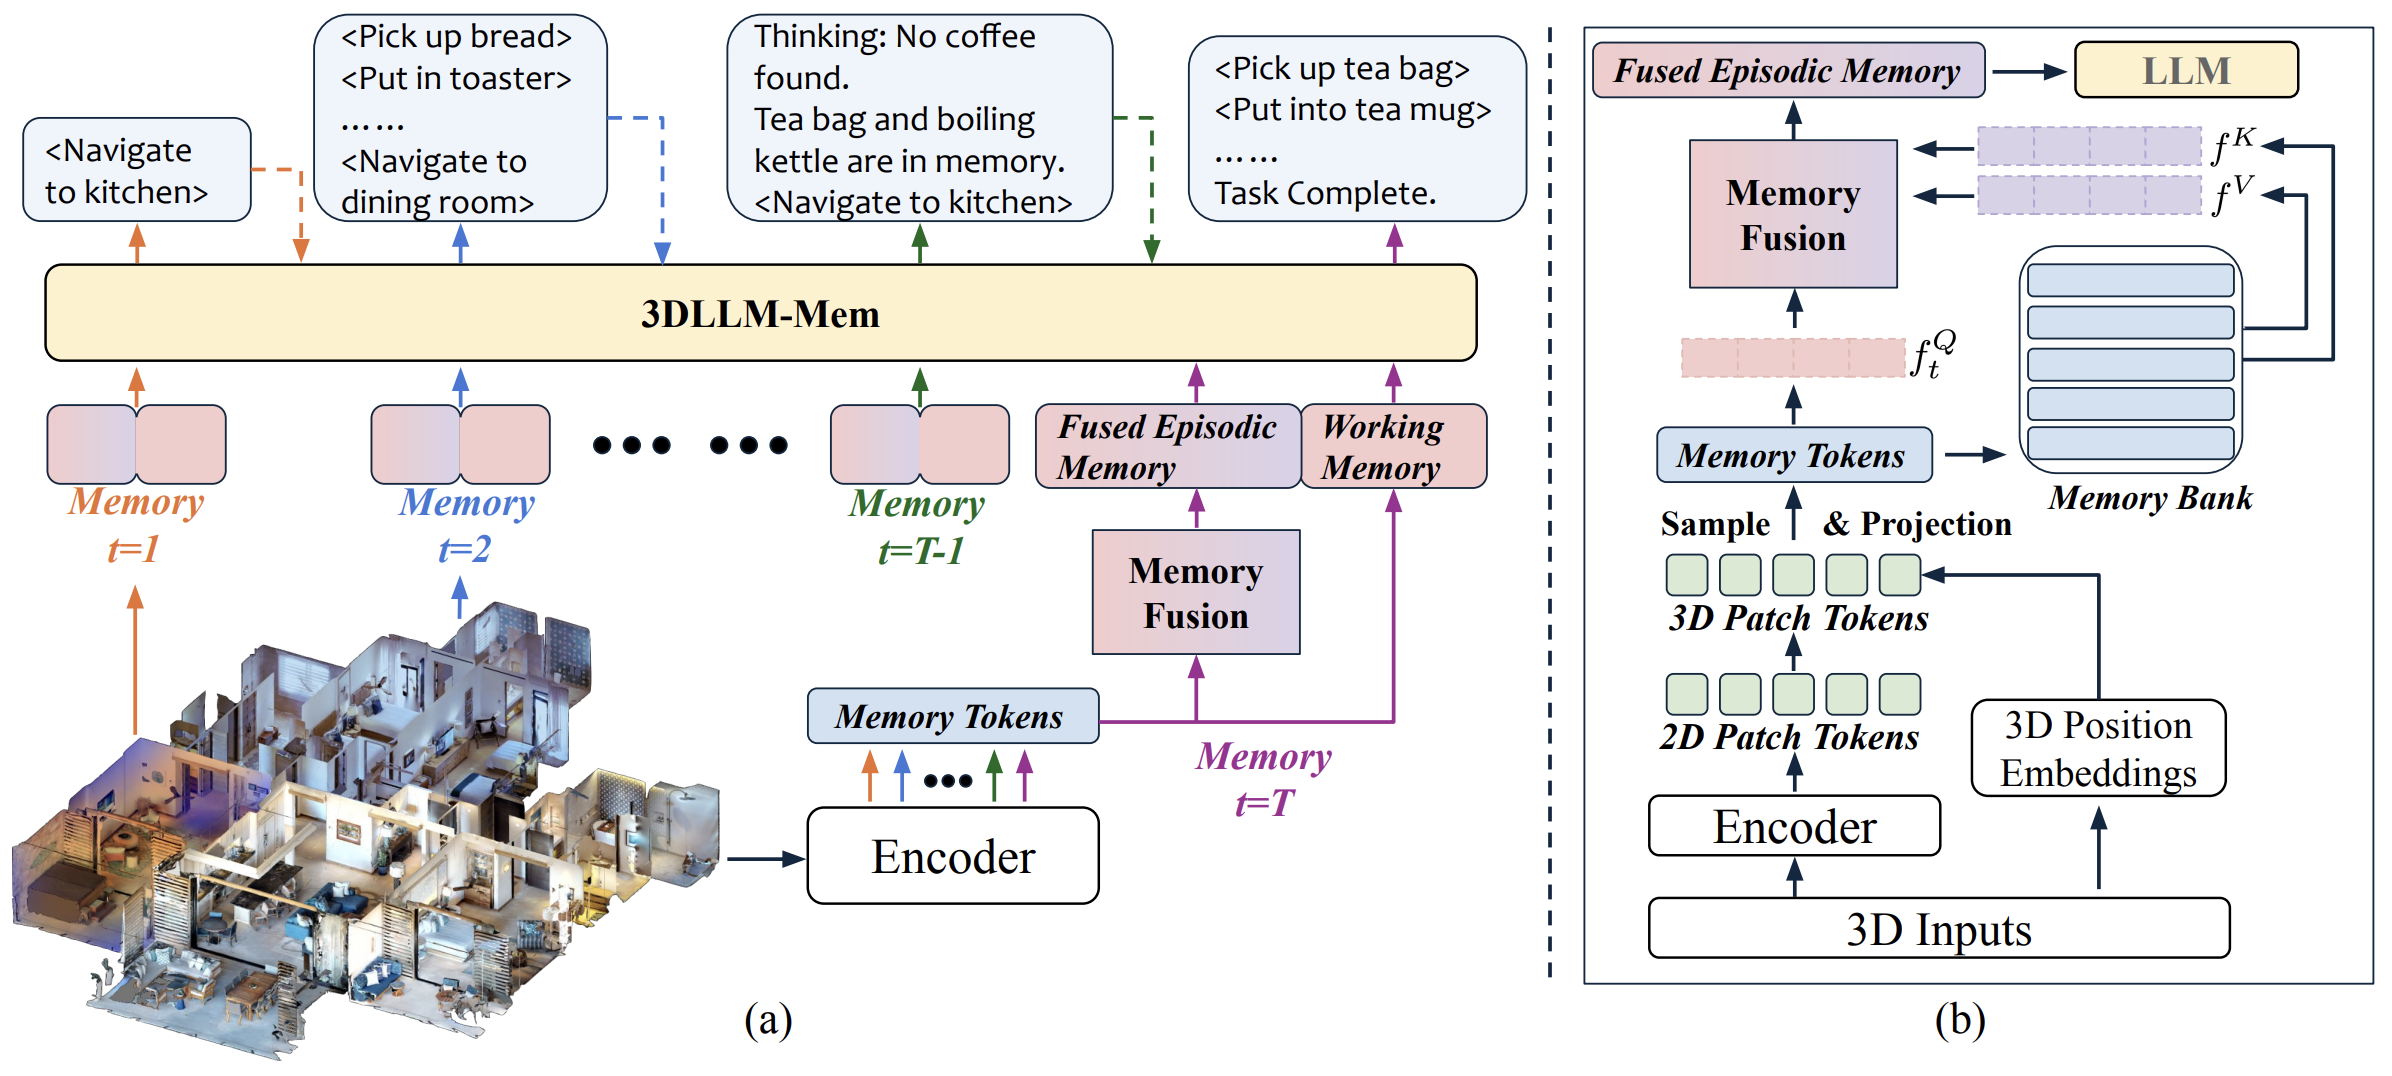 <Navigate
to kitchen>
<Pick up bread>
<Put in toaster>
... ...
<Navigate to
dining room>
Thinking: No coffee
found.
Tea bag and boiling
kettle are in memory.
<Navigate to kitchen>
<Pick up tea bag>
<Put into tea mug>
... ...
Task Complete.
3DLLM-Mem
Memory
t=1
Memory
t=2
Memory
t=T-1
Fused Episodic
Memory
Working
Memory
Memory
Fusion
Memory Tokens
Memory
t=T
Encoder
(a)
Fused Episodic Memory
LLM
Memory
Fusion
f^K
f^V
f_t^Q
Memory Tokens
Memory Bank
Sample & Projection
3D Patch Tokens
2D Patch Tokens
3D Position
Embeddings
Encoder
3D Inputs
(b)